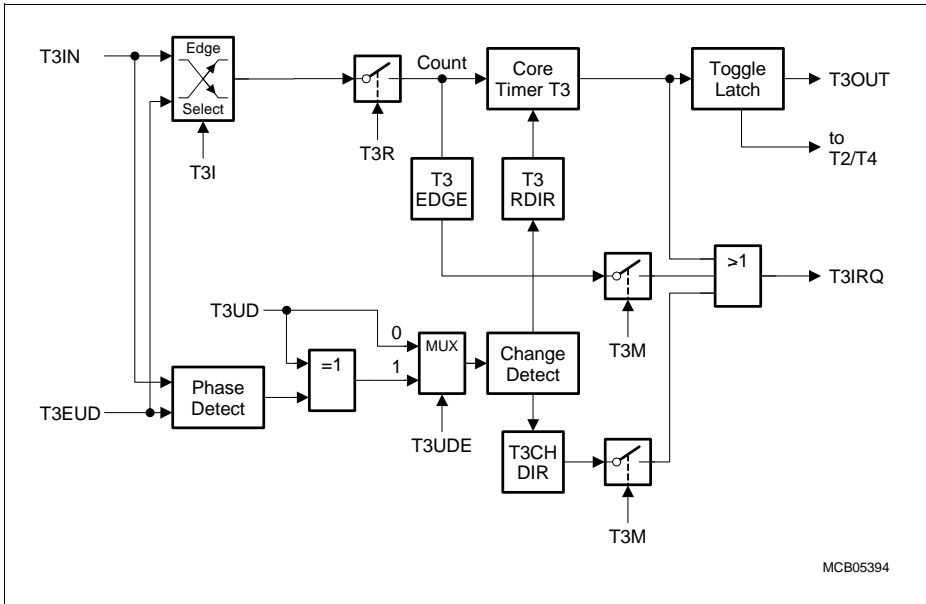 T3IN
Edge
Select
T3I
T3R
Count
Core
Timer T3
Toggle
Latch
T3OUT
to
T2/T4
T3
EDGE
T3
RDIR
≥1
T3IRQ
T3M
T3UD
0
1
=1
MUX
T3UDE
Change
Detect
Phase
Detect
T3EUD
T3CH
DIR
T3M
MCB05394